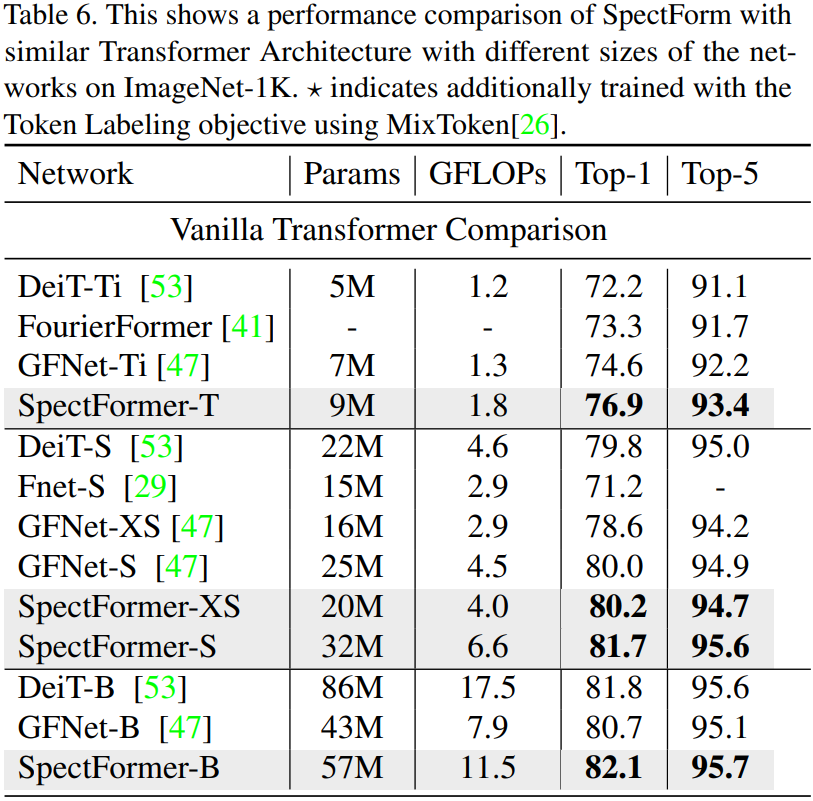 Table 6. This shows a performance comparison of SpectForm with
similar Transformer Architecture with different sizes of the net-
works on ImageNet-1K. ⋆ indicates additionally trained with the
Token Labeling objective using MixToken[26].
Network Params GFLOPs Top-1 Top-5
Vanilla Transformer Comparison
DeiT-Ti [53] 5M 1.2 72.2 91.1
FourierFormer [41] - - 73.3 91.7
GFNet-Ti [47] 7M 1.3 74.6 92.2
SpectFormer-T 9M 1.8 76.9 93.4
DeiT-S [53] 22M 4.6 79.8 95.0
Fnet-S [29] 15M 2.9 71.2 -
GFNet-XS [47] 16M 2.9 78.6 94.2
GFNet-S [47] 25M 4.5 80.0 94.9
SpectFormer-XS 20M 4.0 80.2 94.7
SpectFormer-S 32M 6.6 81.7 95.6
DeiT-B [53] 86M 17.5 81.8 95.6
GFNet-B [47] 43M 7.9 80.7 95.1
SpectFormer-B 57M 11.5 82.1 95.7